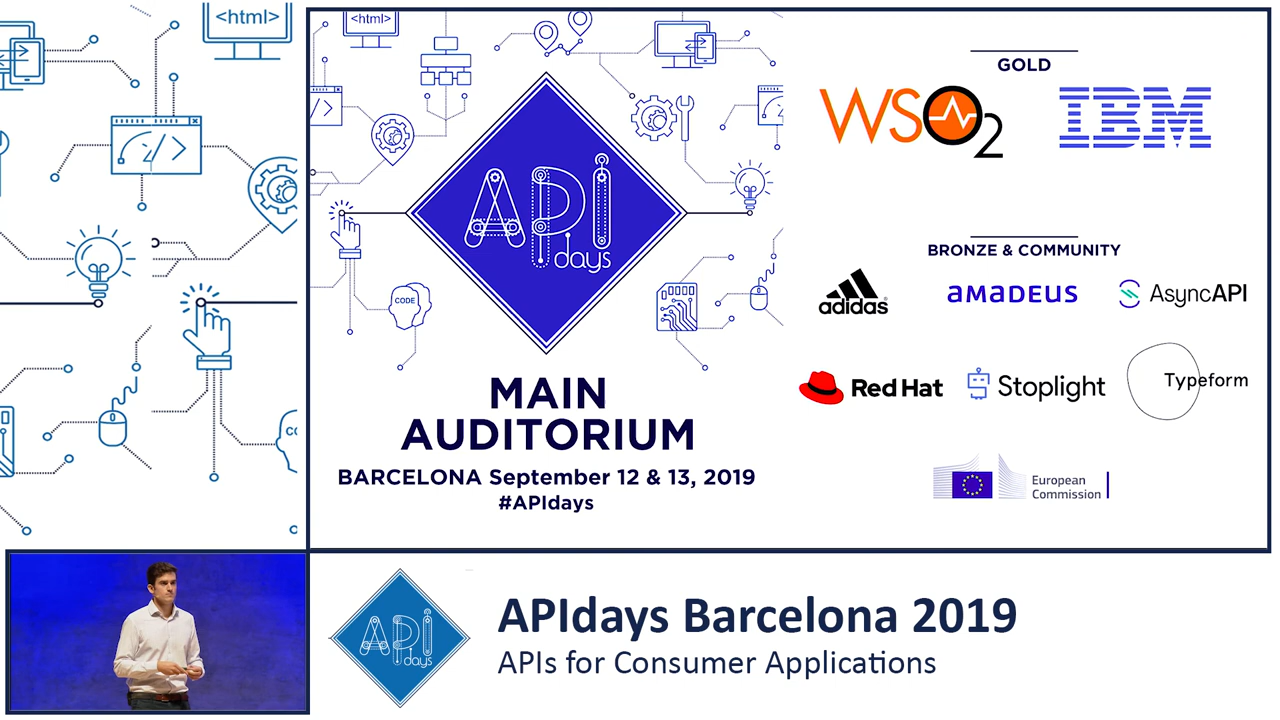 <html>
<html>
</>
</>
CODE
API
days
MAIN
AUDITORIUM
BARCELONA September 12 & 13, 2019
#APIdays
GOLD
WSO2
IBM
BRONZE & COMMUNITY
adidas
amadeus
AsyncAPI
Red Hat
Stoplight
Typeform
European
Commission
API
days
APIdays Barcelona 2019
APIs for Consumer Applications